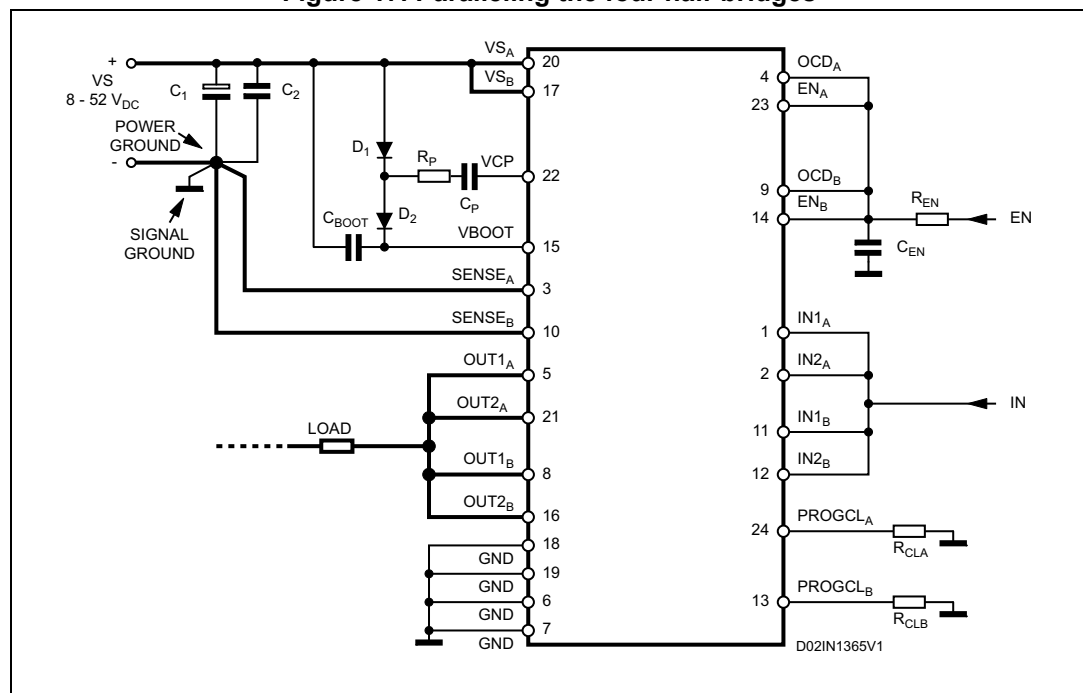 Figure 17. Paralleling the four half-bridges
+
VS
8 - 52 VDC
C1
C2
POWER
GROUND
-
SIGNAL
GROUND
D1
RP
CP
D2
CBOOT
VSA
20
VSB
17
VCP
22
VBOOT
15
SENSEA
3
SENSEB
10
OUT1A
5
OUT2A
21
LOAD
OUT1B
8
OUT2B
16
18
GND
19
GND
6
GND
7
GND
OCDA
4
ENA
23
OCDB
9
ENB
14
REN
EN
CEN
IN1A
1
IN2A
2
IN
IN1B
11
IN2B
12
PROGCLA
24
RCLA
PROGCLB
13
RCLB
D02IN1365V1